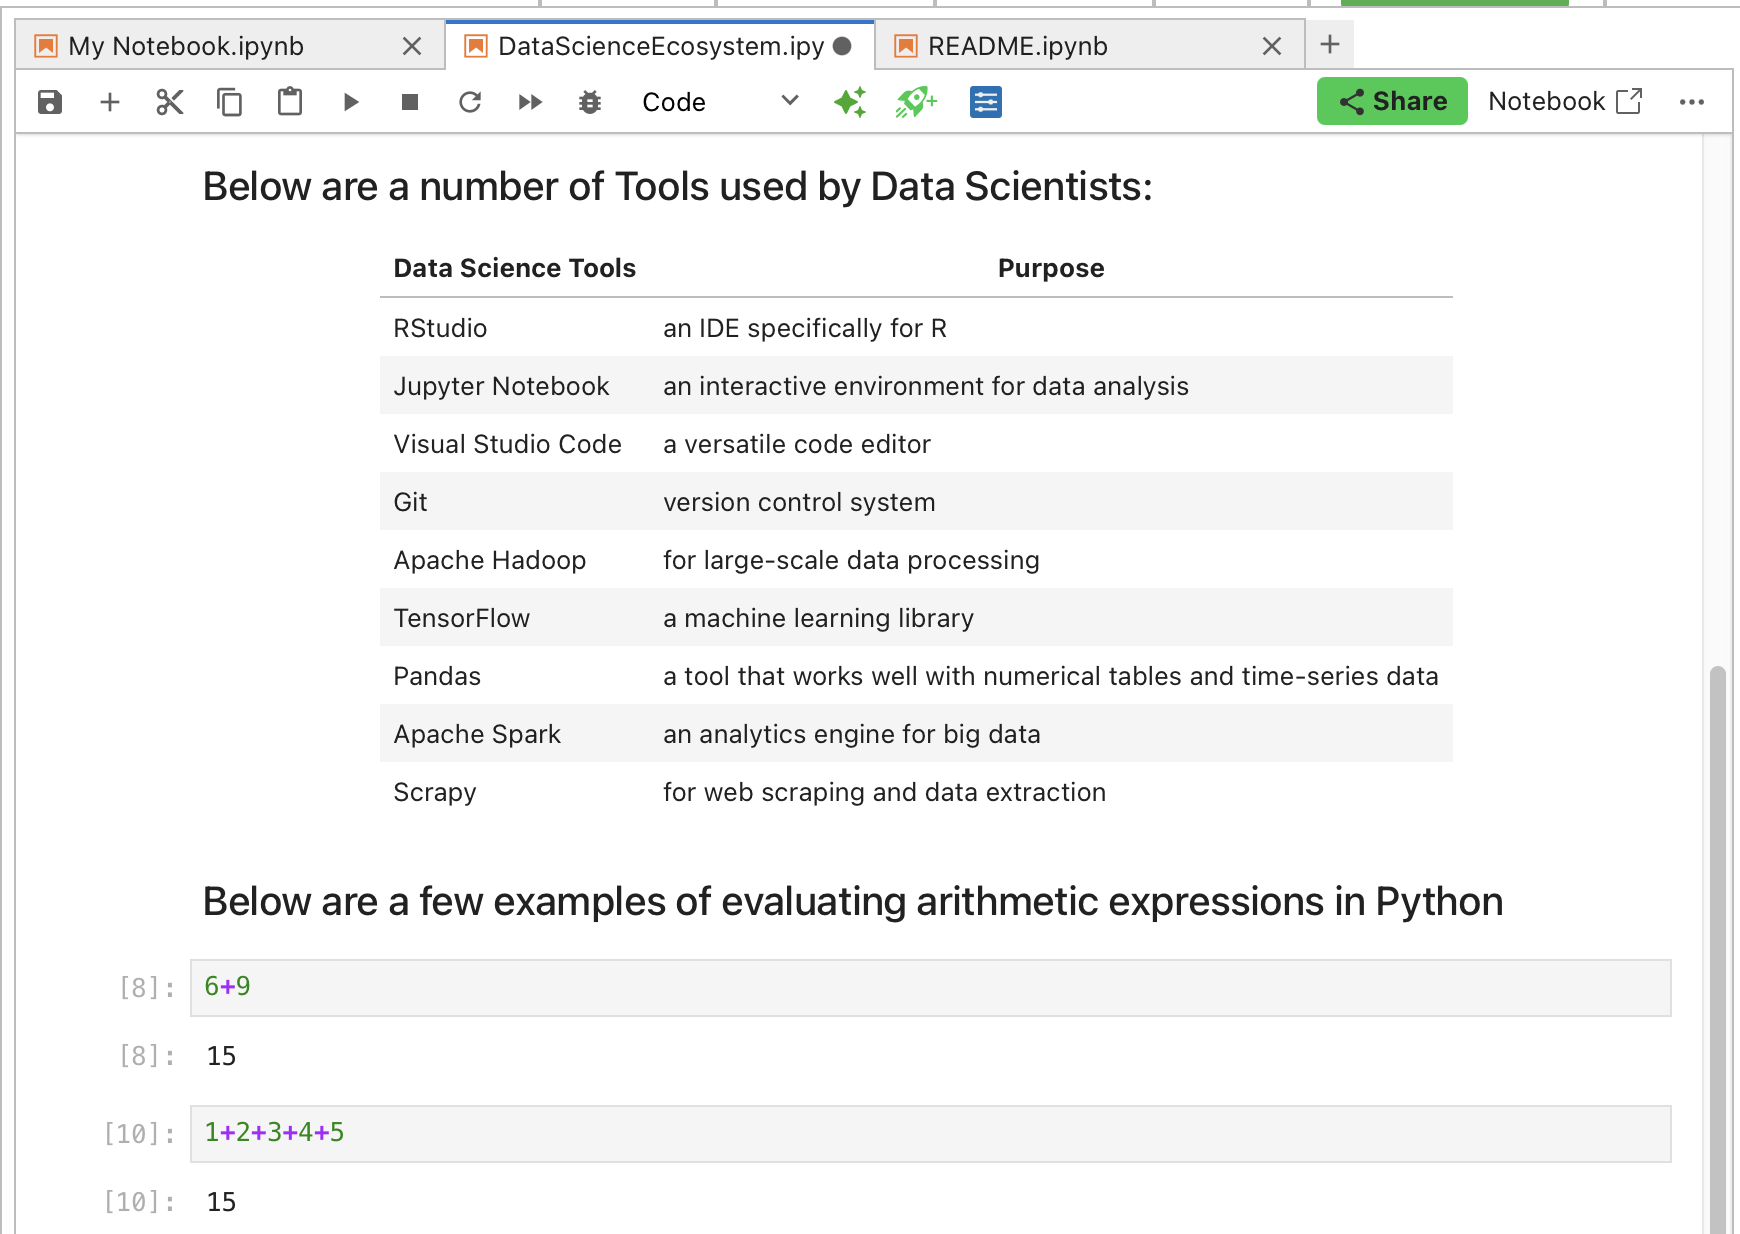 My Notebook.ipynb
DataScienceEcosystem.ipy
README.ipynb
Code
Share
Notebook
Below are a number of Tools used by Data Scientists:
Data Science Tools Purpose
RStudio an IDE specifically for R
Jupyter Notebook an interactive environment for data analysis
Visual Studio Code a versatile code editor
Git version control system
Apache Hadoop for large-scale data processing
TensorFlow a machine learning library
Pandas a tool that works well with numerical tables and time-series data
Apache Spark an analytics engine for big data
Scrapy for web scraping and data extraction
Below are a few examples of evaluating arithmetic expressions in Python
[8]: 6+9
[8]: 15
[10]: 1+2+3+4+5
[10]: 15